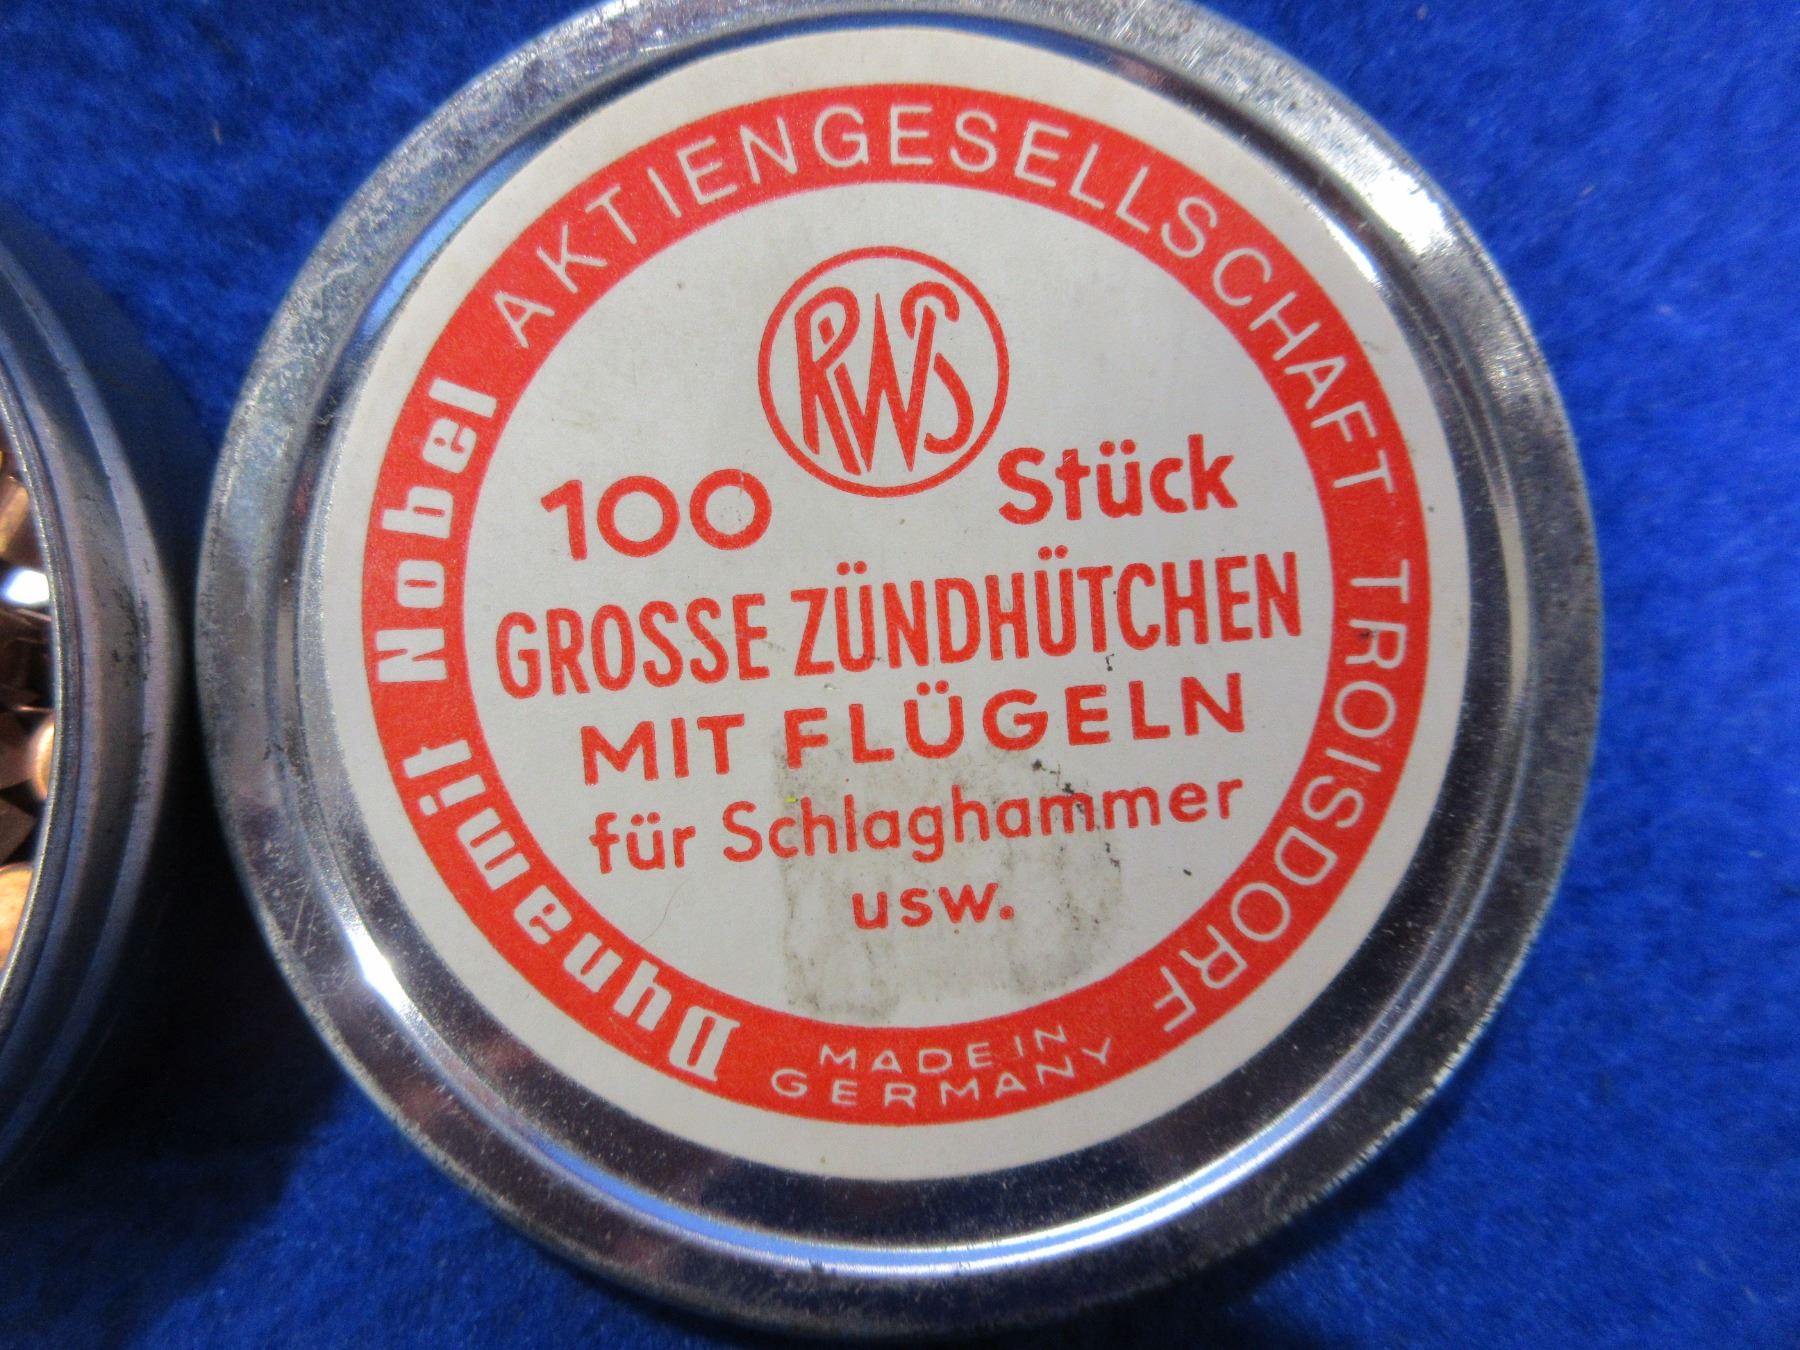 Dynamit Nobel AKTIENGESELLSCHAFT TROISDORF
RWS
100 Stück
GROSSE ZÜNDHÜTCHEN
MIT FLÜGELN
für Schlaghammer
usw.
MADE IN
GERMANY